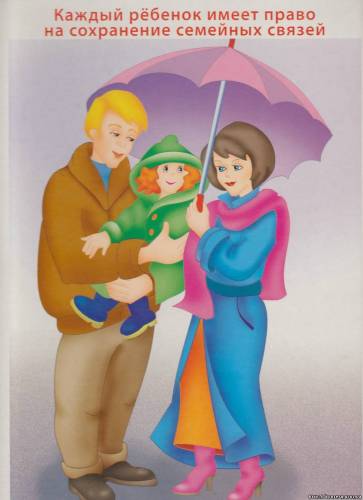 Каждый рёбенок имеет право
на сохранение семейных связей